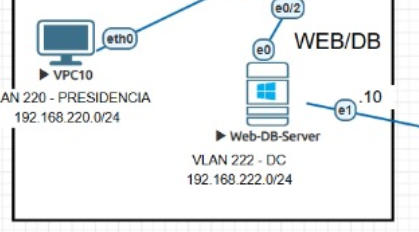 e0/2
eth0
e0
WEB/DB
VPC10
AN 220 - PRESIDENCIA
192.168.220.0/24
e1
.10
Web-DB-Server
VLAN 222 - DC
192.168.222.0/24